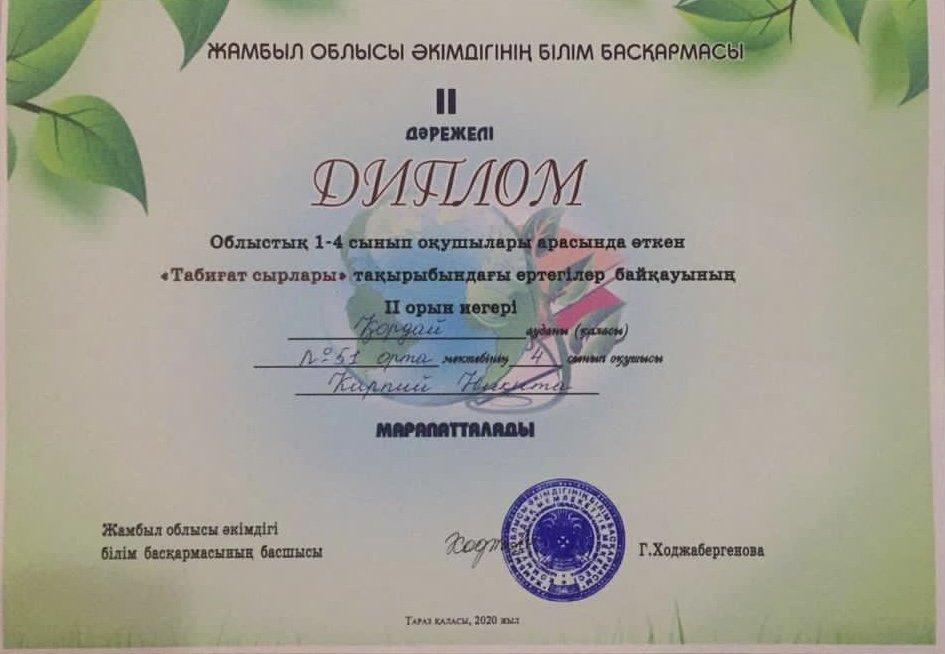 ЖАМБЫЛ ОБЛЫСЫ ӘКІМДІГІНІҢ БІЛІМ БАСҚАРМАСЫ
II
ДӘРЕЖЕЛІ
ДИПЛОМ
Облыстық 1-4 сынып оқушылары арасында өткен
«Табиғат сырлары» тақырыбындағы ертегілер байқауының
II орын иегері
Қордай ауданы (қаласы)
№51 орта мектебінің 4 сынып оқушысы
Кирпий Никита
МАРАПАТТАЛАДЫ
Жамбыл облысы әкімдігі
білім басқармасының басшысы
Г.Ходжабергенова
Тараз қаласы, 2020 жыл